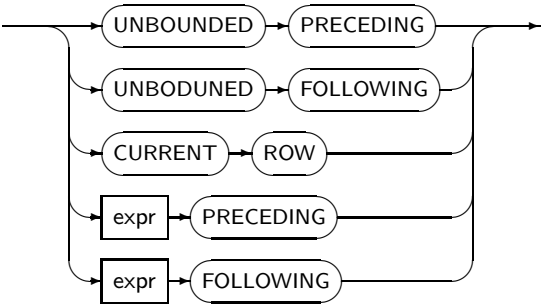 UNBOUNDED PRECEDING
UNBODUNED FOLLOWING
CURRENT ROW
expr PRECEDING
expr FOLLOWING